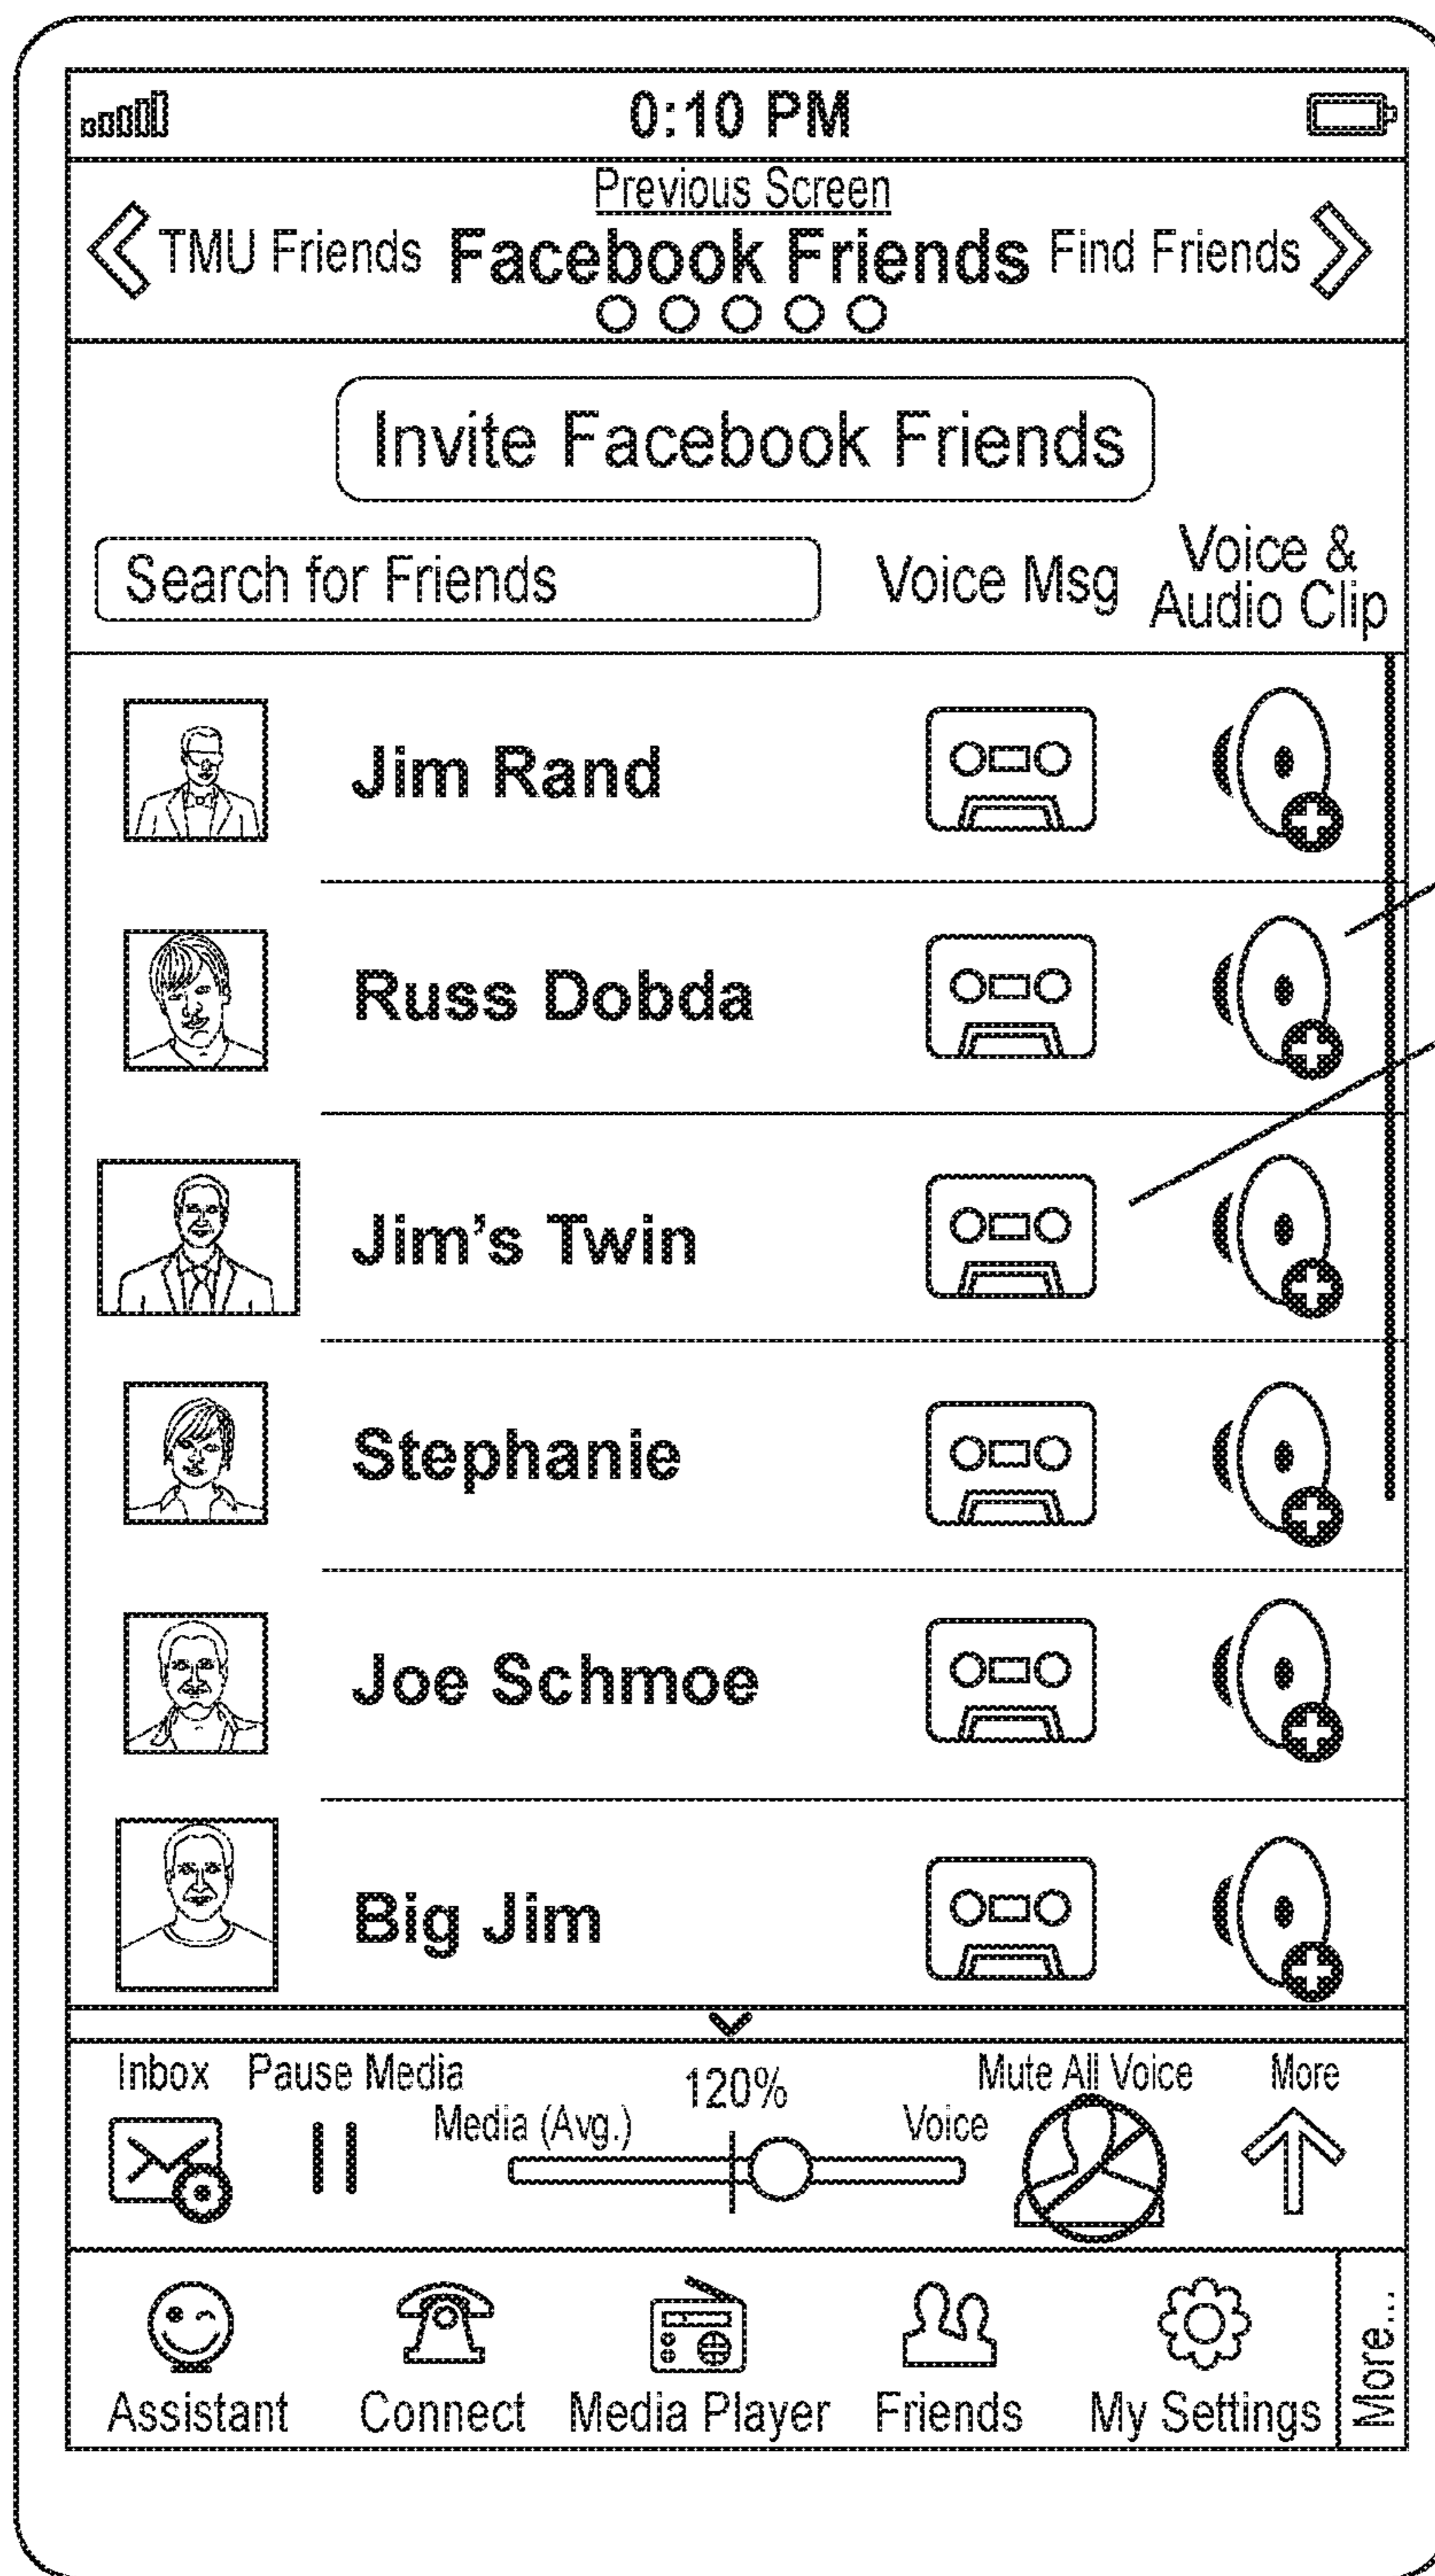 0:10 PM
Previous Screen
TMU Friends Facebook Friends Find Friends
Invite Facebook Friends
Search for Friends Voice Msg Voice &
Audio Clip
Jim Rand
Russ Dobda
Jim's Twin
Stephanie
Joe Schmoe
Big Jim
Inbox Pause Media 120% Mute All Voice More
Media (Avg.) Voice
Assistant Connect Media Player Friends My Settings More...